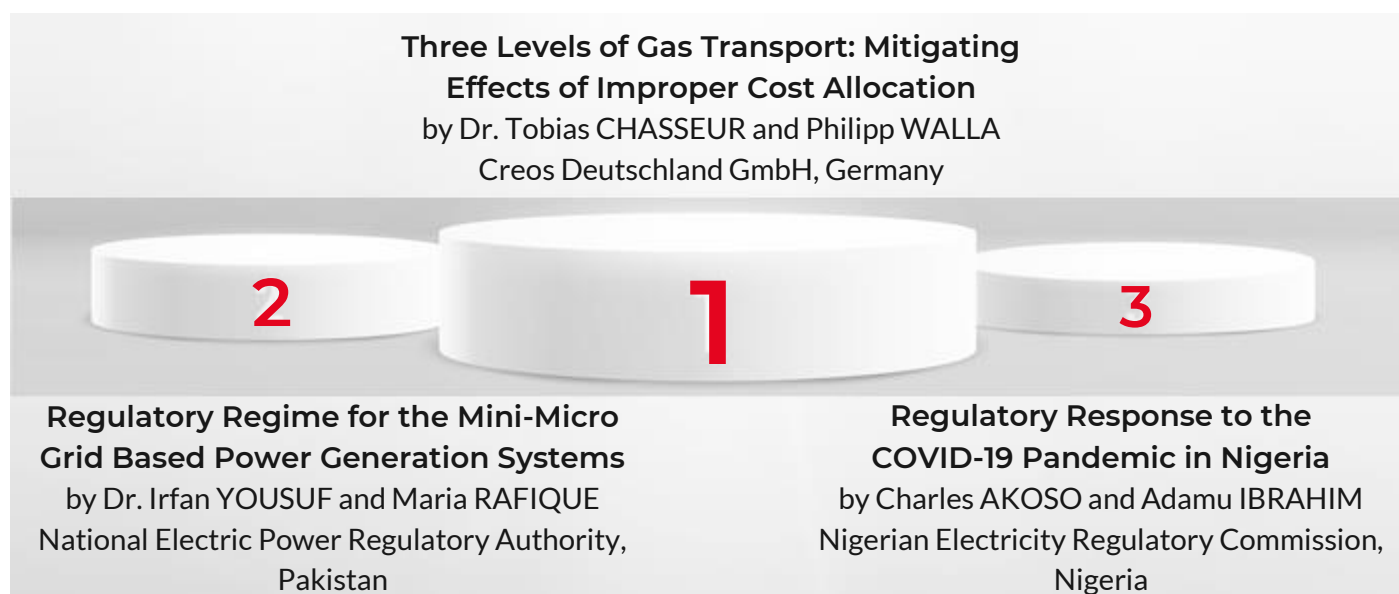 Three Levels of Gas Transport: Mitigating
Effects of Improper Cost Allocation
by Dr. Tobias CHASSEUR and Philipp WALLA
Creos Deutschland GmbH, Germany
2
1
3
Regulatory Regime for the Mini-Micro
Grid Based Power Generation Systems
by Dr. Irfan YOUSUF and Maria RAFIQUE
National Electric Power Regulatory Authority,
Pakistan
Regulatory Response to the
COVID-19 Pandemic in Nigeria
by Charles AKOSO and Adamu IBRAHIM
Nigerian Electricity Regulatory Commission,
Nigeria